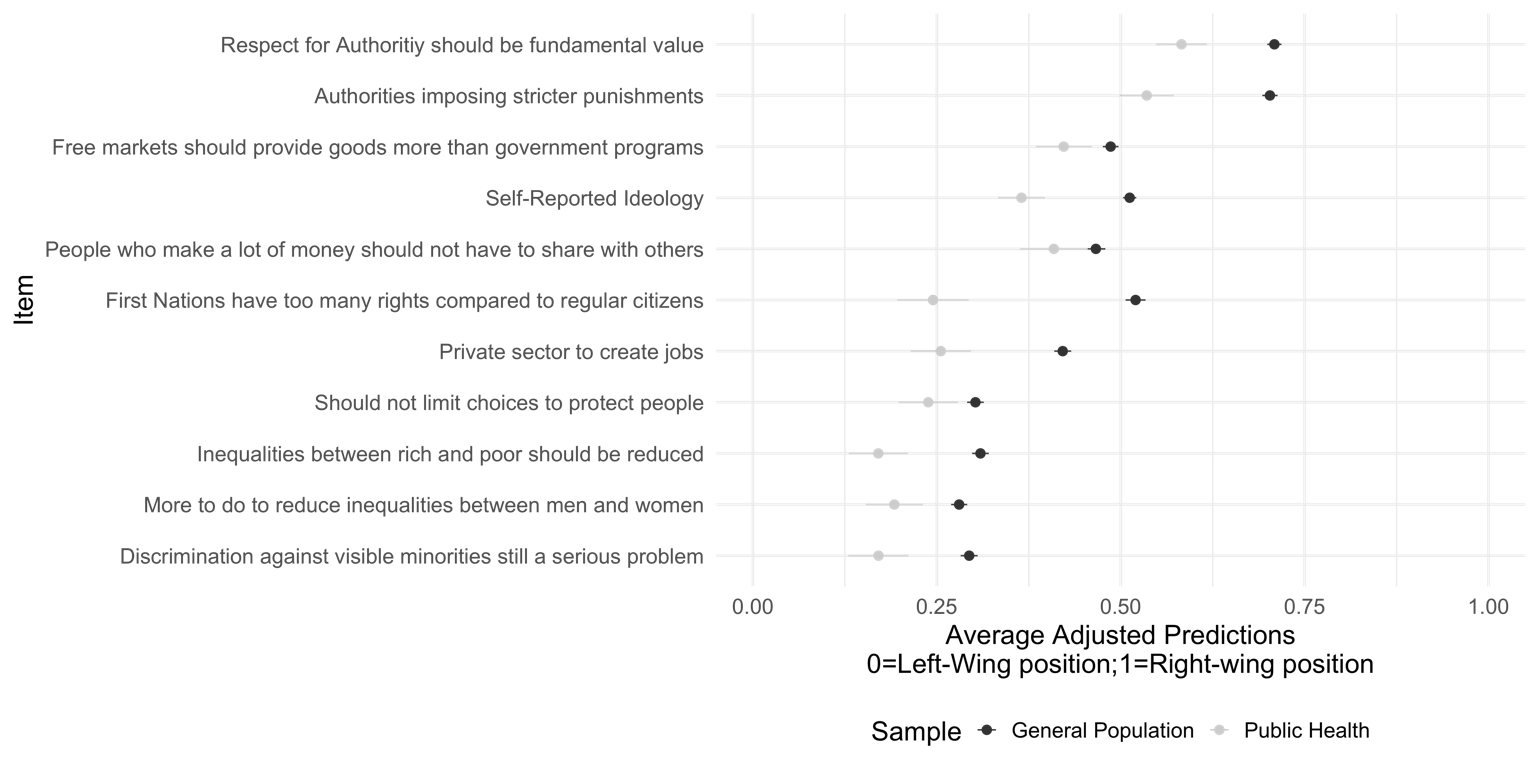 Respect for Authoritiy should be fundamental value
Authorities imposing stricter punishments
Free markets should provide goods more than government programs
Self-Reported Ideology
People who make a lot of money should not have to share with others
First Nations have too many rights compared to regular citizens
Private sector to create jobs
Should not limit choices to protect people
Inequalities between rich and poor should be reduced
More to do to reduce inequalities between men and women
Discrimination against visible minorities still a serious problem
Item
0.00 0.25 0.50 0.75 1.00
Average Adjusted Predictions
0=Left-Wing position;1=Right-wing position
Sample General Population Public Health